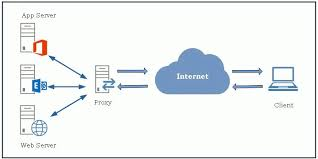 App Server
Internet
Proxy
Client
Web Server